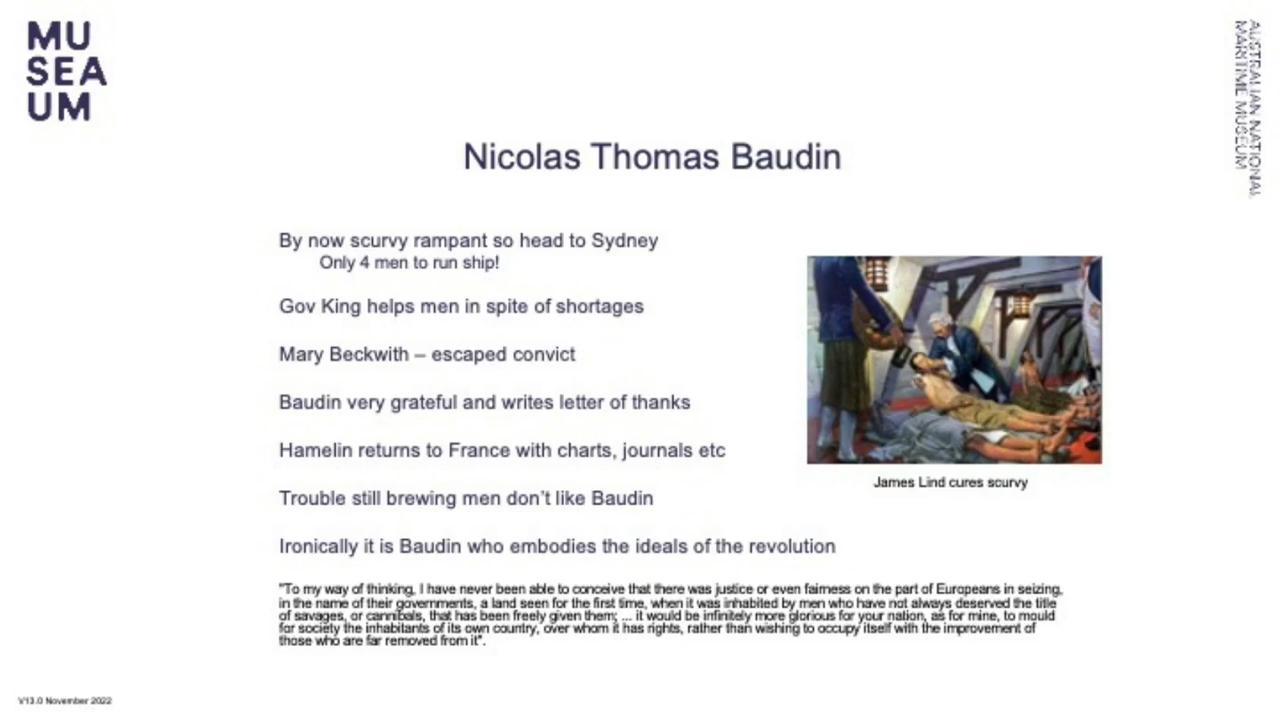 MU
SEA
UM
AUSTRALIAN NATIONAL
MARITIME MUSEUM
Nicolas Thomas Baudin
By now scurvy rampant so head to Sydney
Only 4 men to run ship!
Gov King helps men in spite of shortages
Mary Beckwith – escaped convict
Baudin very grateful and writes letter of thanks
Hamelin returns to France with charts, journals etc
Trouble still brewing men don't like Baudin
Ironically it is Baudin who embodies the ideals of the revolution
James Lind cures scurvy
"To my way of thinking, I have never been able to conceive that there was justice or even fairness on the part of Europeans in seizing,
in the name of their governments, a land seen for the first time, when it was inhabited by men who have not always deserved the title
of savages, or cannibals, that has been freely given them; ... it would be infinitely more glorious for your nation, as for mine, to mould
for society the inhabitants of its own country, over whom it has rights, rather than wishing to occupy itself with the improvement of
those who are far removed from it".
V13.0 November 2022